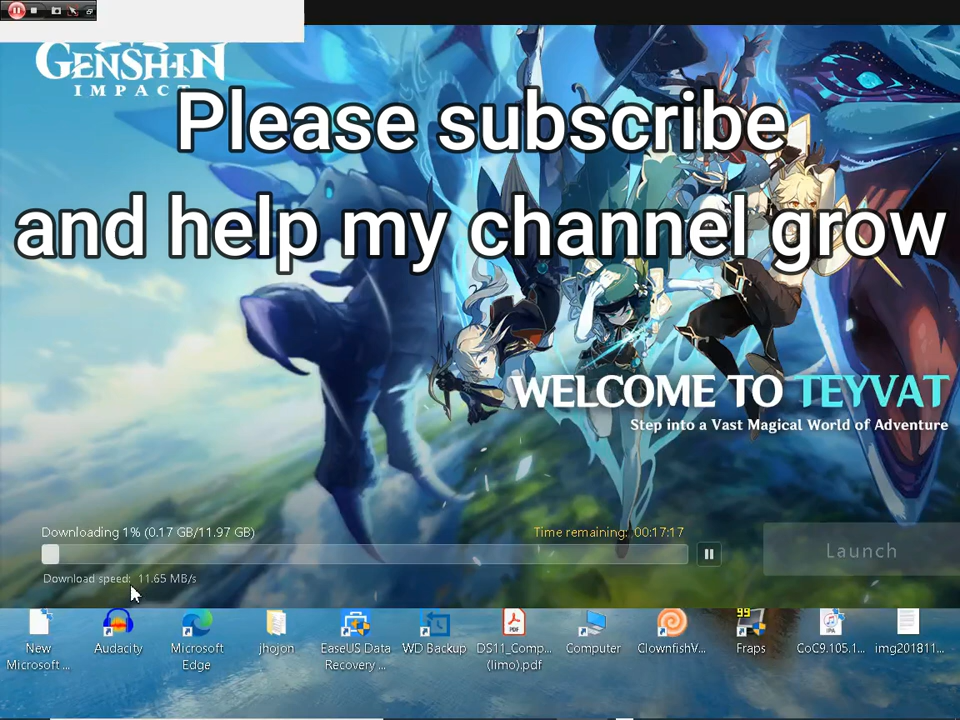 GENSHIN
IMPACT
Please subscribe
and help my channel grow
WELCOME TO TEYVAT
Step into a Vast Magical World of Adventure
Downloading 1% (0.17 GB/11.97 GB)
Time remaining: 00:17:17
Launch
Download speed: 11.65 MB/s
99
New
Microsoft ...
Audacity
Microsoft
Edge
jhojon
EaseUS Data
Recovery ...
WD Backup
PDF
DS11_Comp...
(limo).pdf
Computer
ClownfishV...
Fraps
IPA
CoC9.105.1...
img201811...